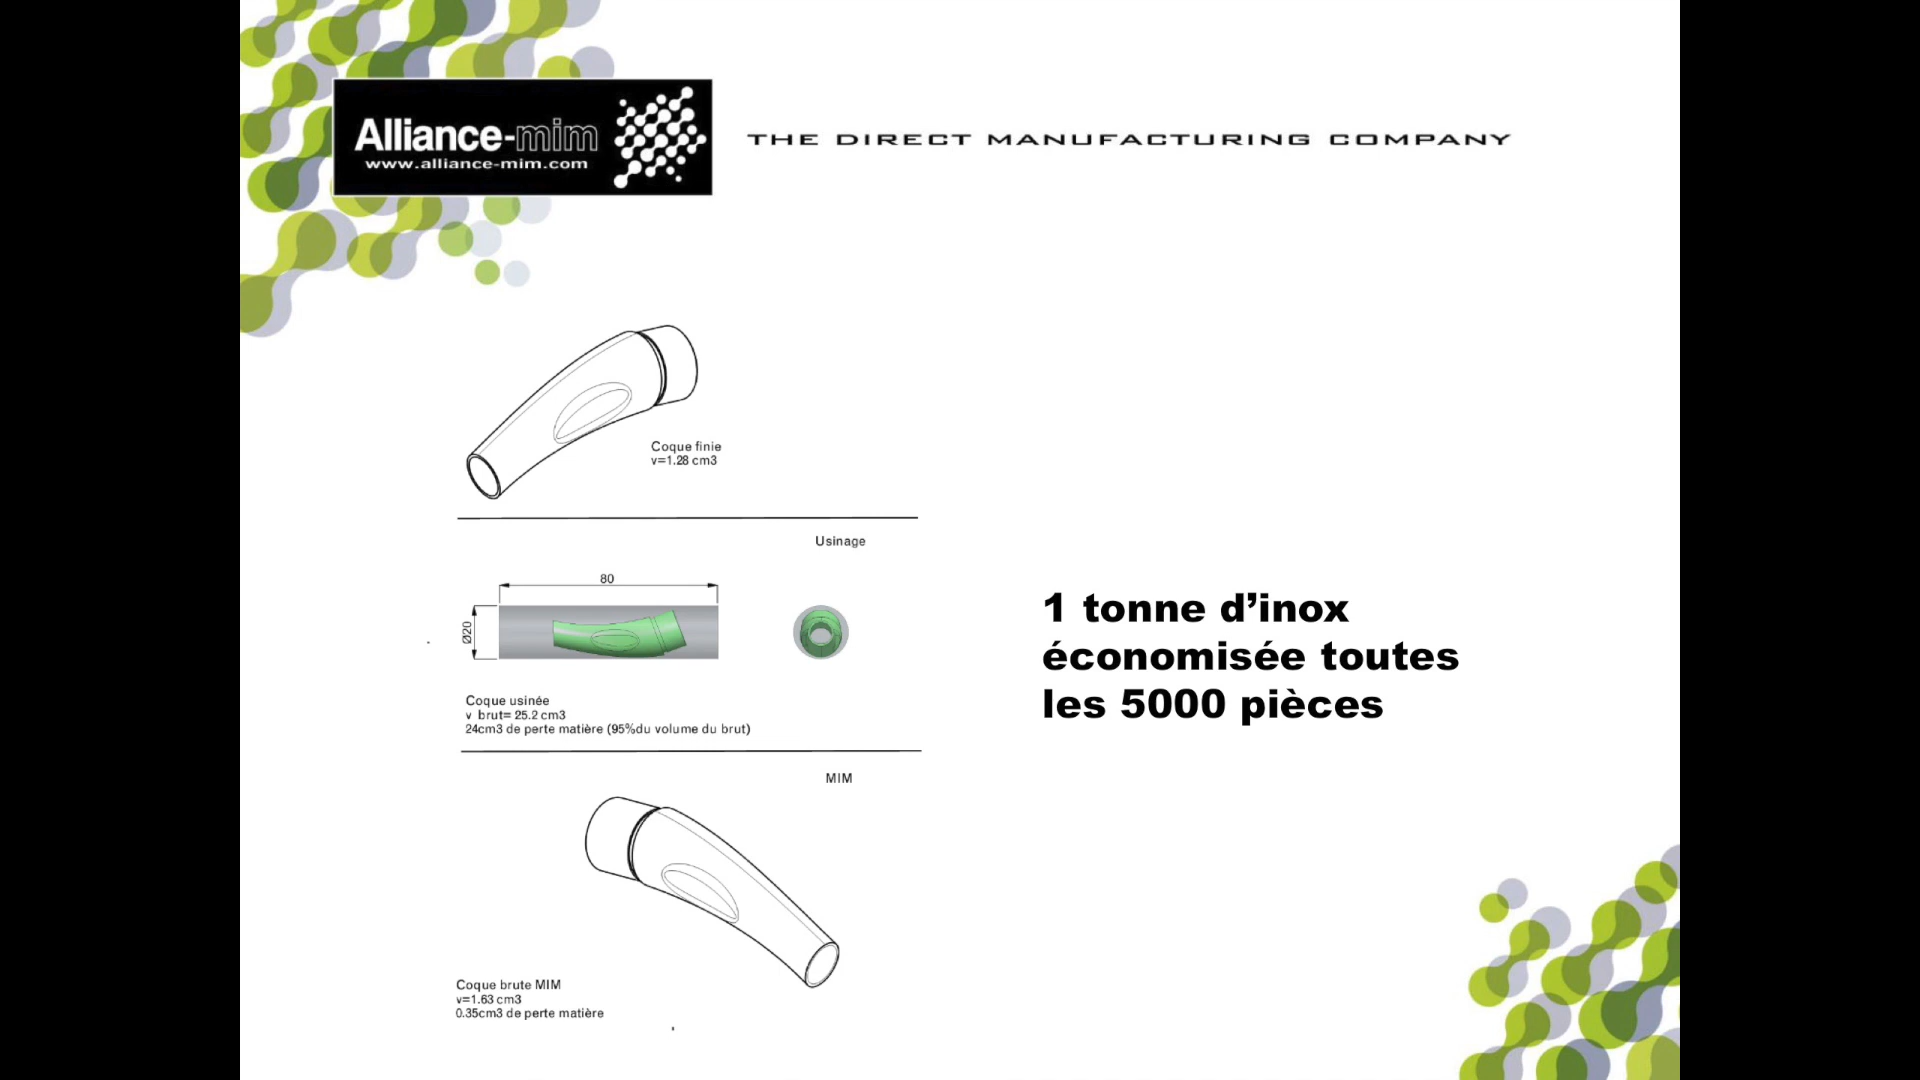 Alliance-mim
www.alliance-mim.com
THE DIRECT MANUFACTURING COMPANY
Coque finie
v=1.28 cm3
Usinage
80
Ø20
Coque usinée
v brut= 25.2 cm3
24cm3 de perte matière (95%du volume du brut)
1 tonne d’inox
économisée toutes
les 5000 pièces
MIM
Coque brute MIM
v=1.63 cm3
0.35cm3 de perte matière